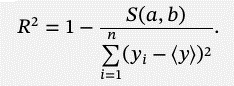 R² = 1 − S(a, b) / n∑i=1 (yᵢ − ⟨y⟩)² .